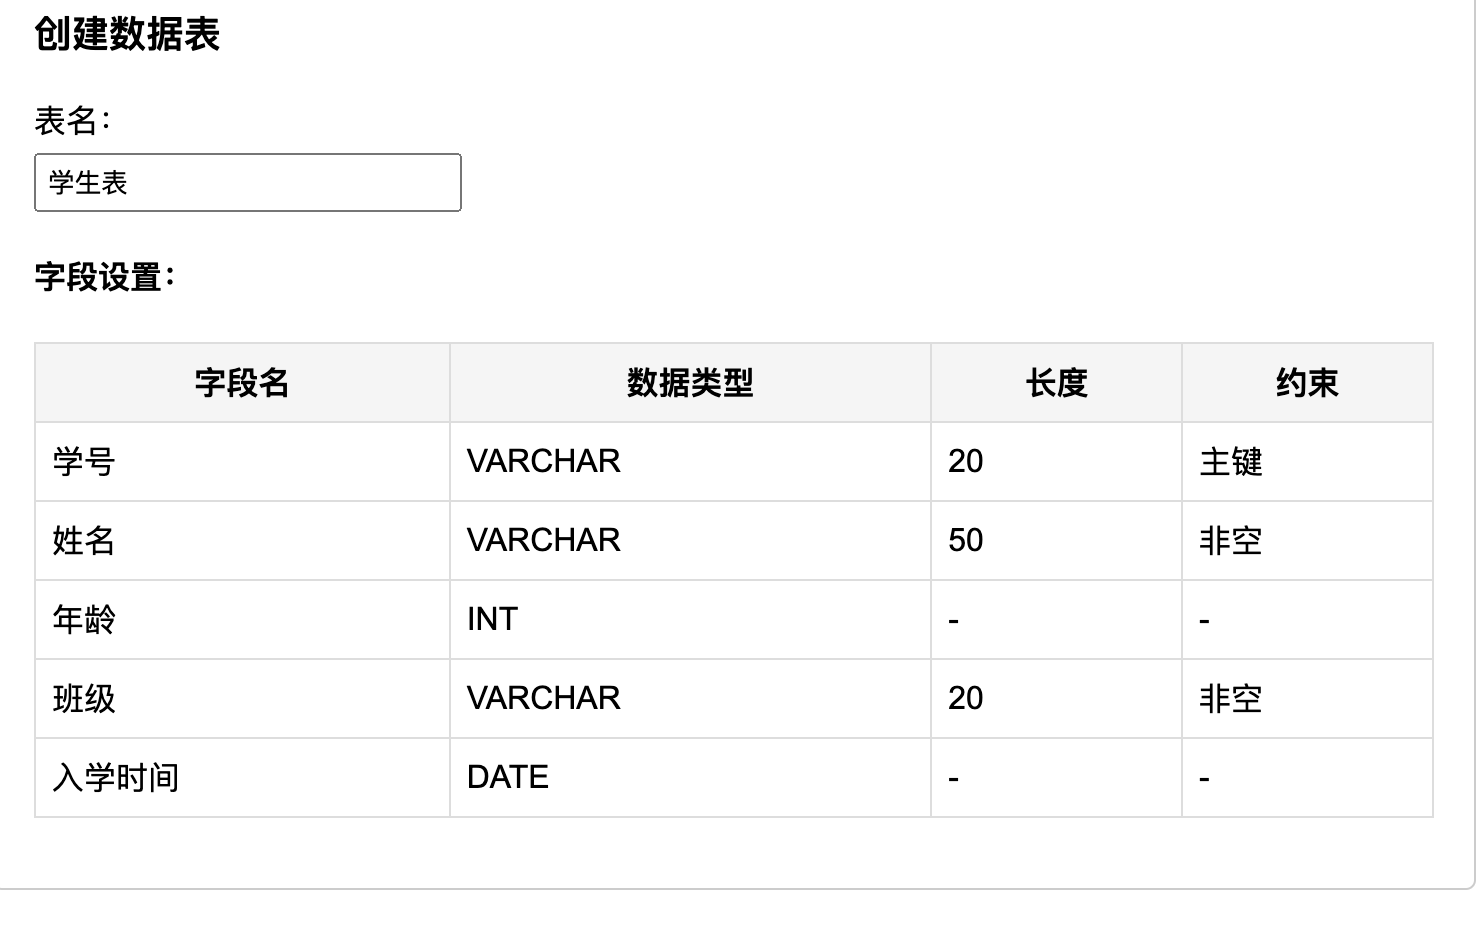 创建数据表
表名：
学生表
字段设置：
字段名 数据类型 长度 约束
学号 VARCHAR 20 主键
姓名 VARCHAR 50 非空
年龄 INT - -
班级 VARCHAR 20 非空
入学时间 DATE - -